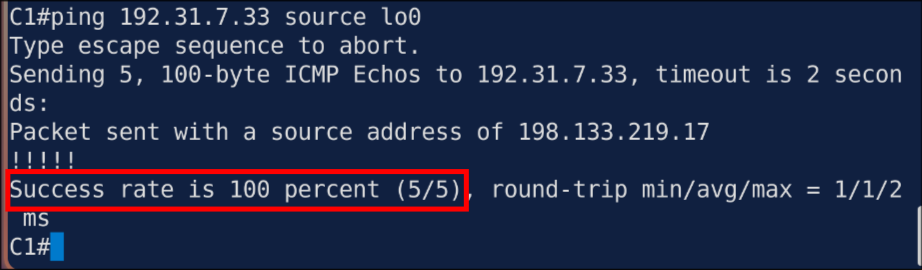 C1#ping 192.31.7.33 source lo0
Type escape sequence to abort.
Sending 5, 100-byte ICMP Echos to 192.31.7.33, timeout is 2 secon
ds:
Packet sent with a source address of 198.133.219.17
!!!!!
Success rate is 100 percent (5/5), round-trip min/avg/max = 1/1/2
 ms
C1#